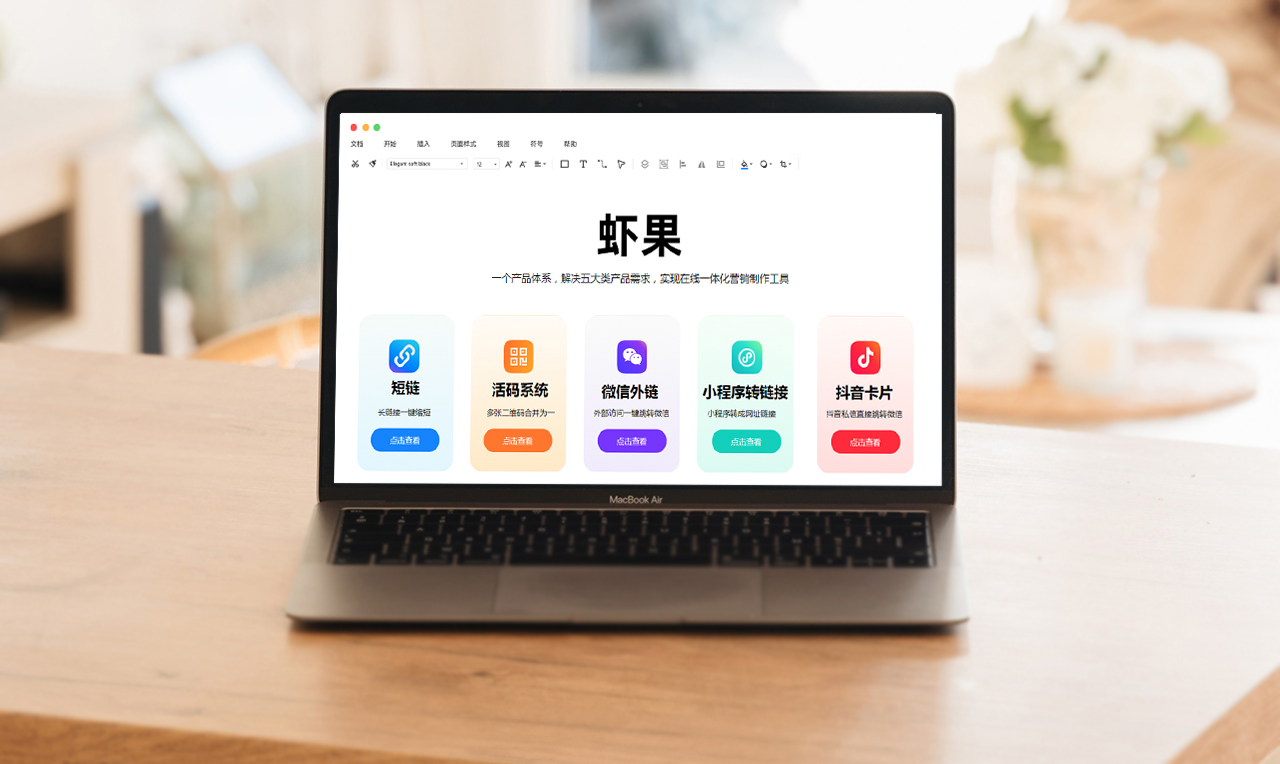 文档 开始 插入 页面样式 视图 符号 帮助
Elegant soft black 12
虾果
一个产品体系，解决五大类产品需求，实现在线一体化营销制作工具
短链 活码系统 微信外链 小程序转链接 抖音卡片
长链接一键缩短 多张二维码合并为一 外部访问一键跳转微信 小程序转成网址链接 抖音私信直接跳转微信
点击查看 点击查看 点击查看 点击查看 点击查看
MacBook Air